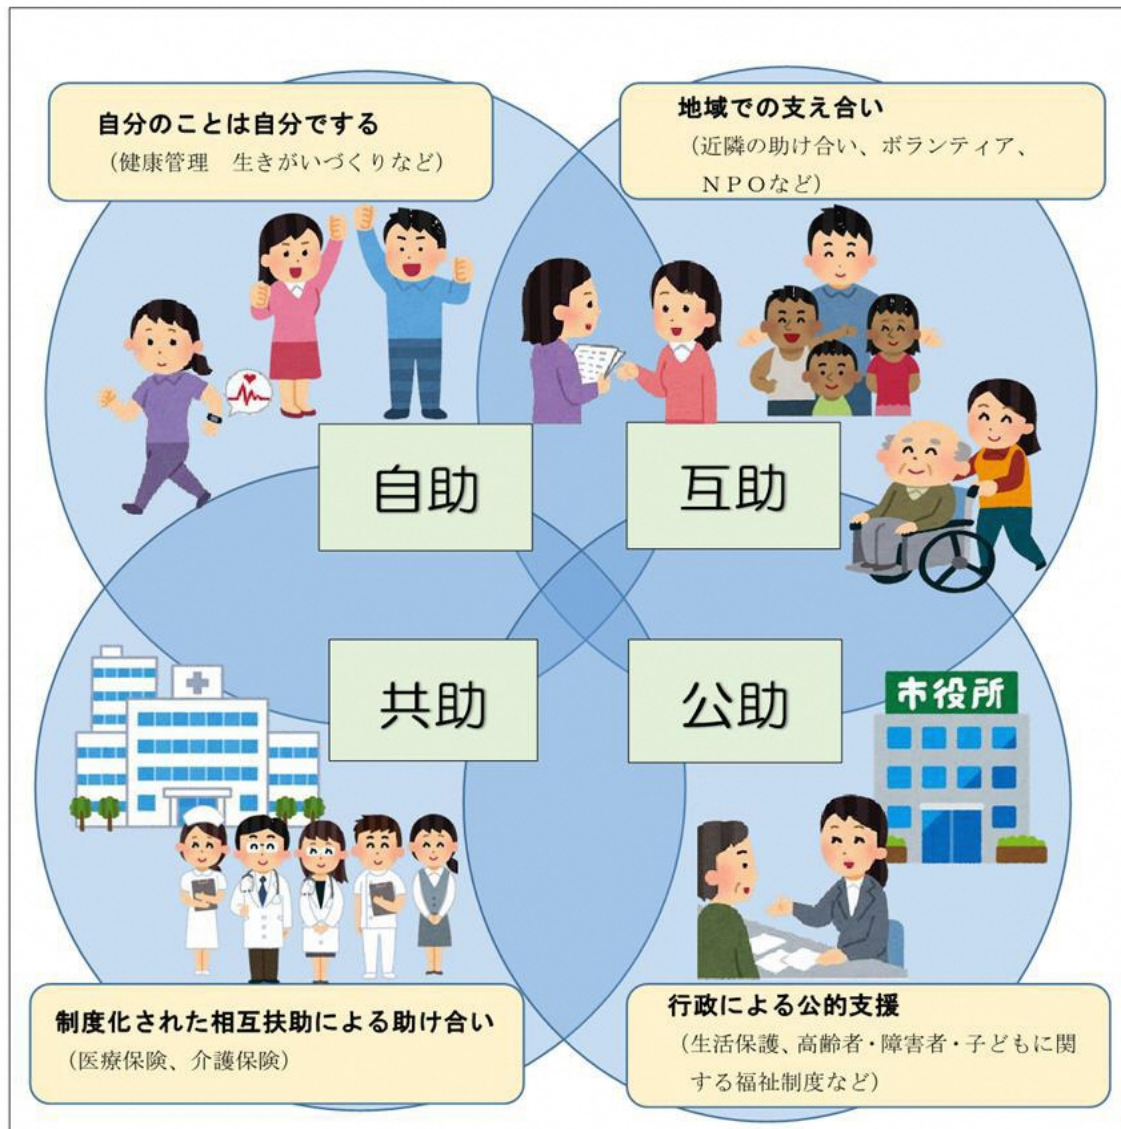 自分のことは自分でする
（健康管理　生きがいづくりなど）
地域での支え合い
（近隣の助け合い、ボランティア、
ＮＰＯなど）
自助
互助
共助
公助
市役所
制度化された相互扶助による助け合い
（医療保険、介護保険）
行政による公的支援
（生活保護、高齢者・障害者・子どもに関
する福祉制度など）